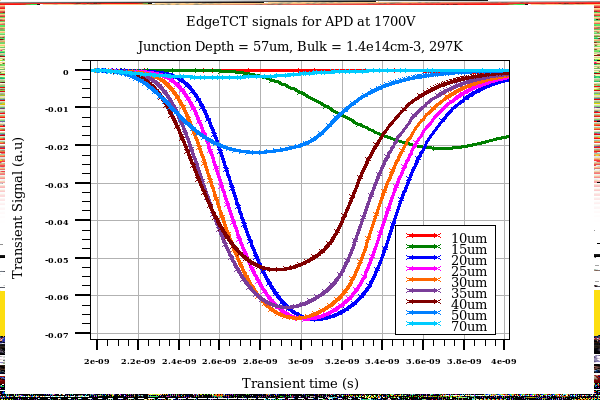 EdgeTCT signals for APD at 1700V
Junction Depth = 57um, Bulk = 1.4e14cm-3, 297K
Transient Signal (a.u)
0
-0.01
-0.02
-0.03
-0.04
-0.05
-0.06
-0.07
10um
15um
20um
25um
30um
35um
40um
50um
70um
2e-09 2.2e-09 2.4e-09 2.6e-09 2.8e-09 3e-09 3.2e-09 3.4e-09 3.6e-09 3.8e-09 4e-09
Transient time (s)